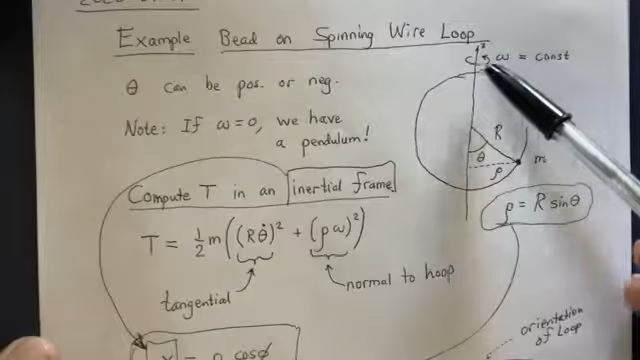 Example Bead on Spinning Wire Loop
θ can be pos. or neg.
Note: If ω=0, we have
a pendulum!
z
ω = const
R
θ
ρ
m
ρ = R sinθ
Compute T in an inertial frame
T = ½ m((Rθ̇)² + (ρω)²)
tangential
normal to hoop
orientation
of Loop
cosϕ